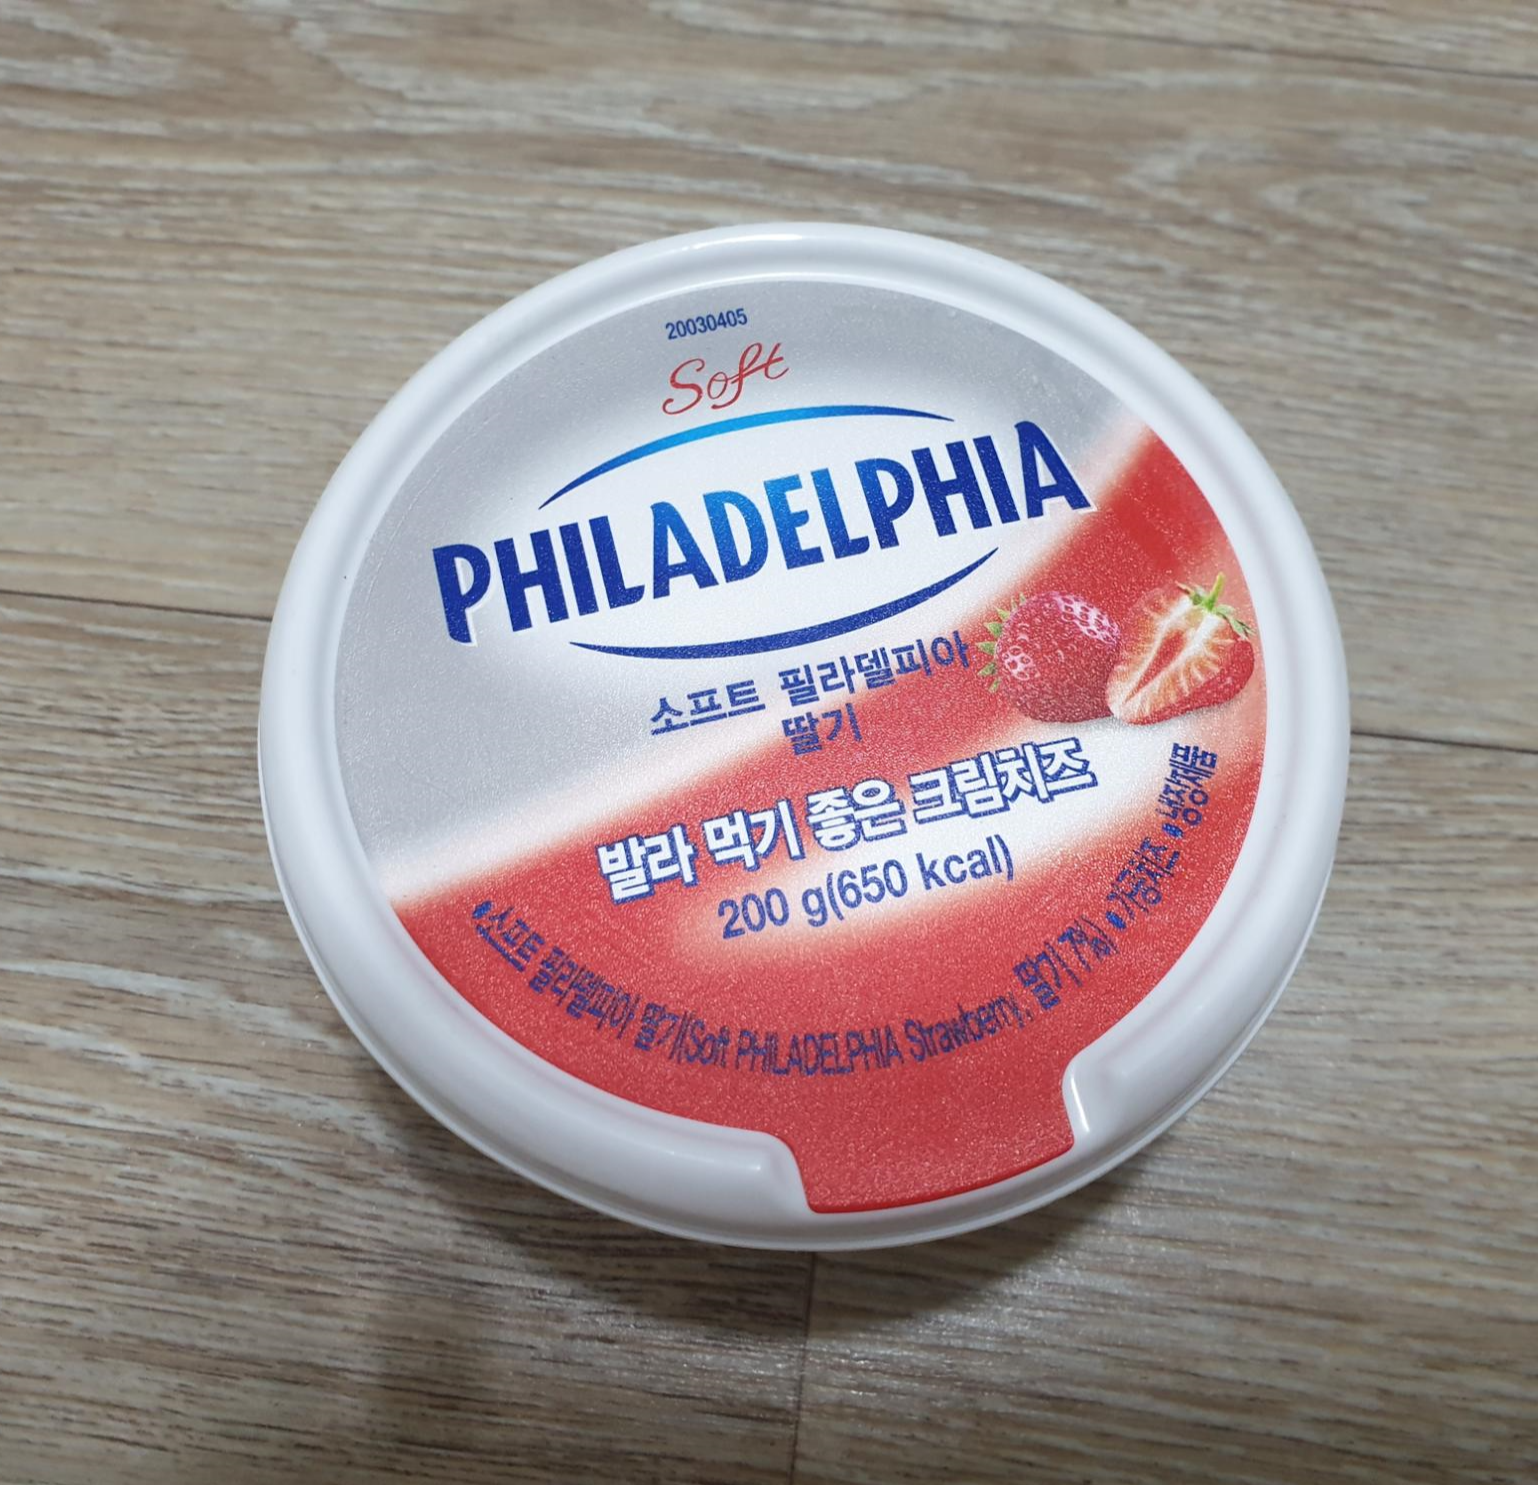 20030405
Soft
PHILADELPHIA
소프트 필라델피아
딸기
발라 먹기 좋은 크림치즈
200 g(650 kcal)
•소프트 필라델피아 딸기(Soft PHILADELPHIA Strawberry, 딸기(7%)) •가공치즈 •냉장제품